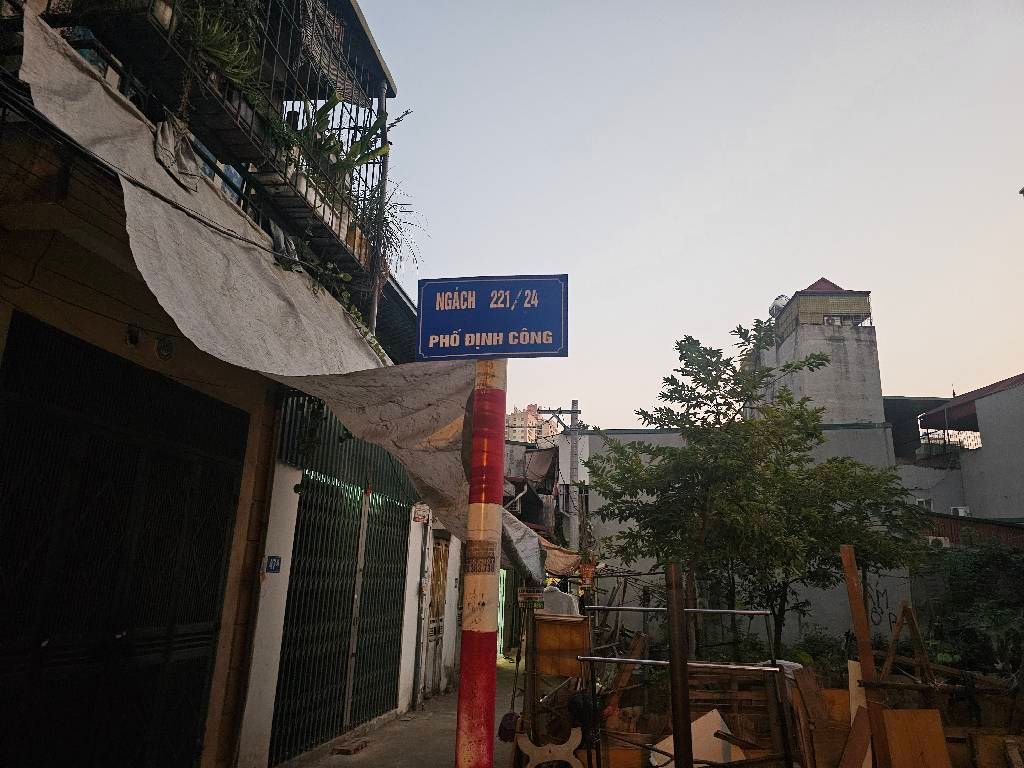 NGÁCH 221/24
PHỐ ĐỊNH CÔNG